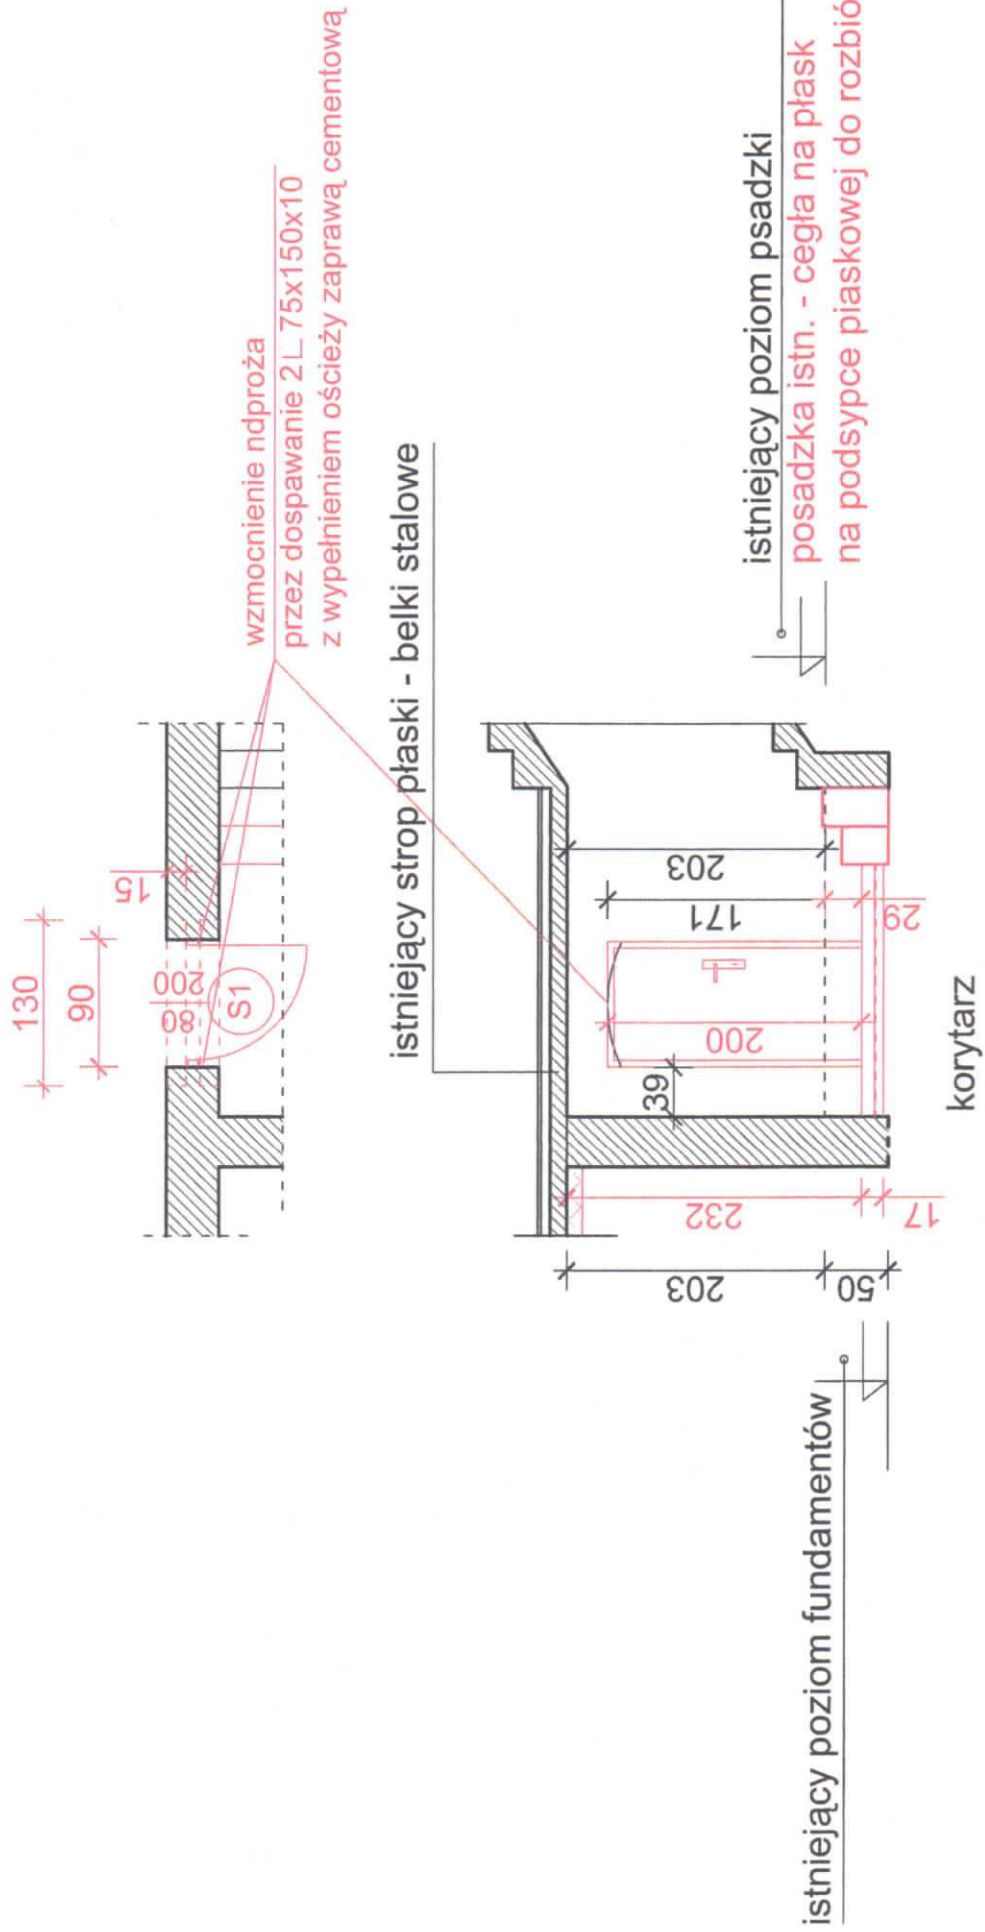 130
90
15
80
200
S1
wzmocnienie ndproża
przez dospawanie 2 L 75x150x10
z wypełnieniem ościeży zaprawą cementową
istniejący strop płaski - belki stalowe
203
171
29
200
39
232
17
203
50
istniejący poziom psadzki
posadzka istn. - cegła na płask
na podsypce piaskowej do rozbió
istniejący poziom fundamentów
korytarz